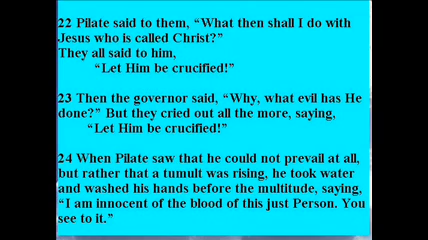 22 Pilate said to them, “What then shall I do with
Jesus who is called Christ?”
They all said to him,
“Let Him be crucified!”
23 Then the governor said, “Why, what evil has He
done?” But they cried out all the more, saying,
“Let Him be crucified!”
24 When Pilate saw that he could not prevail at all,
but rather that a tumult was rising, he took water
and washed his hands before the multitude, saying,
“I am innocent of the blood of this just Person. You
see to it.”